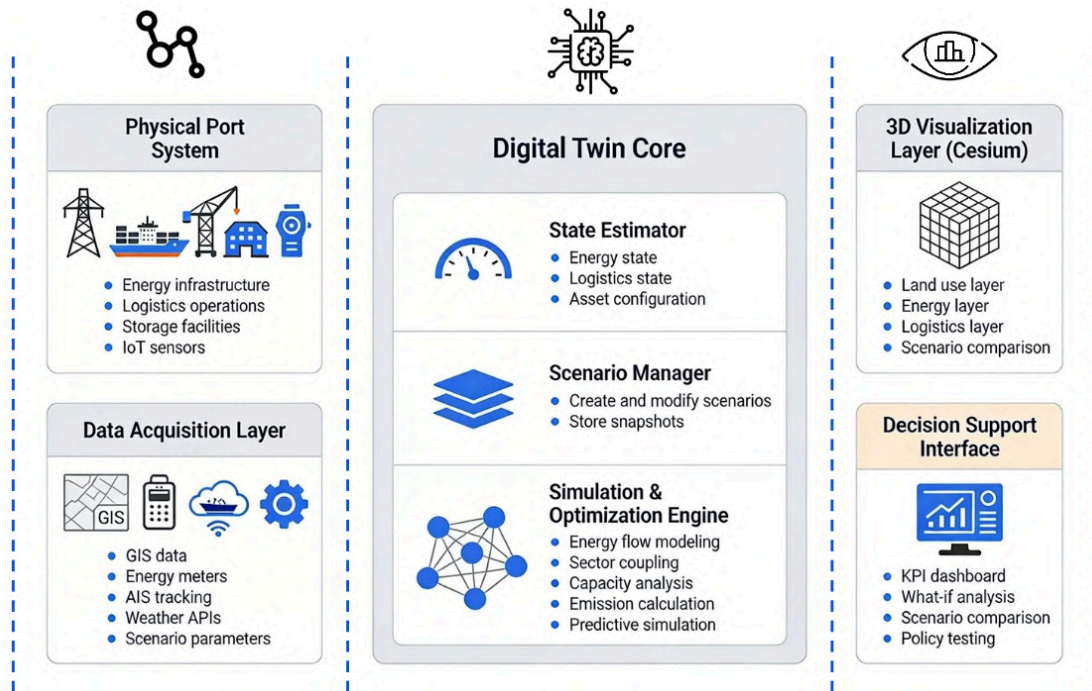 Physical Port
System
Energy infrastructure
Logistics operations
Storage facilities
IoT sensors
Data Acquisition Layer
GIS
GIS data
Energy meters
AIS tracking
Weather APIs
Scenario parameters
Digital Twin Core
State Estimator
Energy state
Logistics state
Asset configuration
Scenario Manager
Create and modify scenarios
Store snapshots
Simulation &
Optimization Engine
Energy flow modeling
Sector coupling
Capacity analysis
Emission calculation
Predictive simulation
3D Visualization
Layer (Cesium)
Land use layer
Energy layer
Logistics layer
Scenario comparison
Decision Support
Interface
KPI dashboard
What-if analysis
Scenario comparison
Policy testing